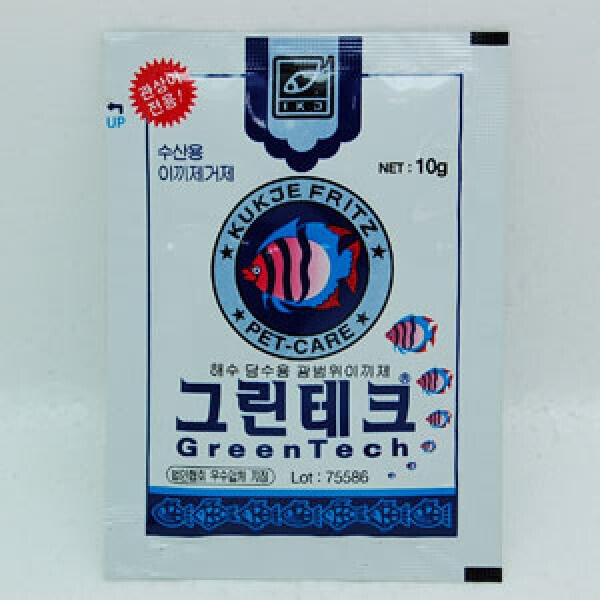 관상어
전용!
UP
IKJ
수산용
이끼제거제
NET : 10g
KUKJE FRITZ
PET-CARE
해수 담수용 광범위이끼제
그린테크®
GreenTech
Lot : 75586